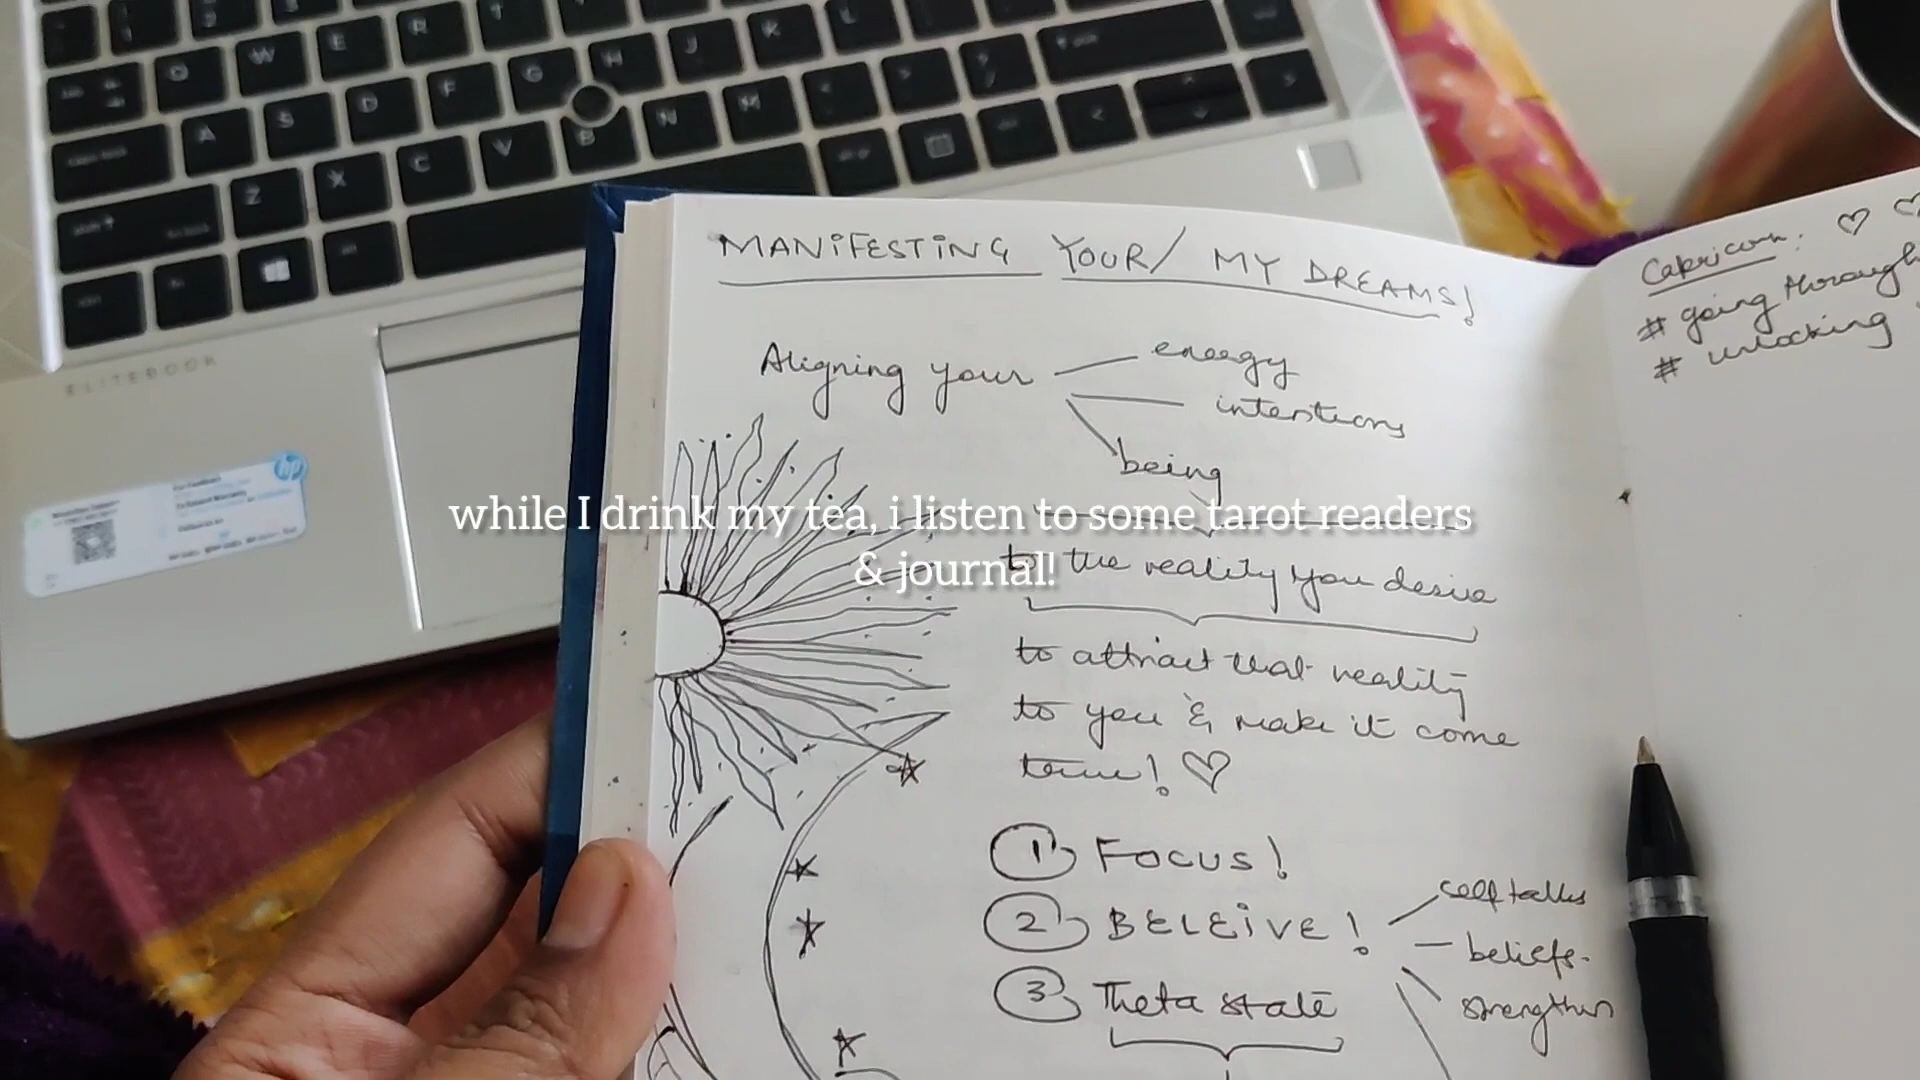 MANIFESTING YOUR/ MY DREAMS!
Aligning your
energy
intentions
being
while I drink my tea, i listen to some tarot readers
& journal!
to the reality you desire
to attract that reality
to you & make it come
true! ♡
1 FOCUS!
2 BELEIVE!
self talks
beliefs.
strengthen
3 Theta state
Capricorn: ♡ ♡
# going through
# unlocking
ELITEBOOK
hp
Q W E R T
A S D F G H J K L
Z X C V B N M